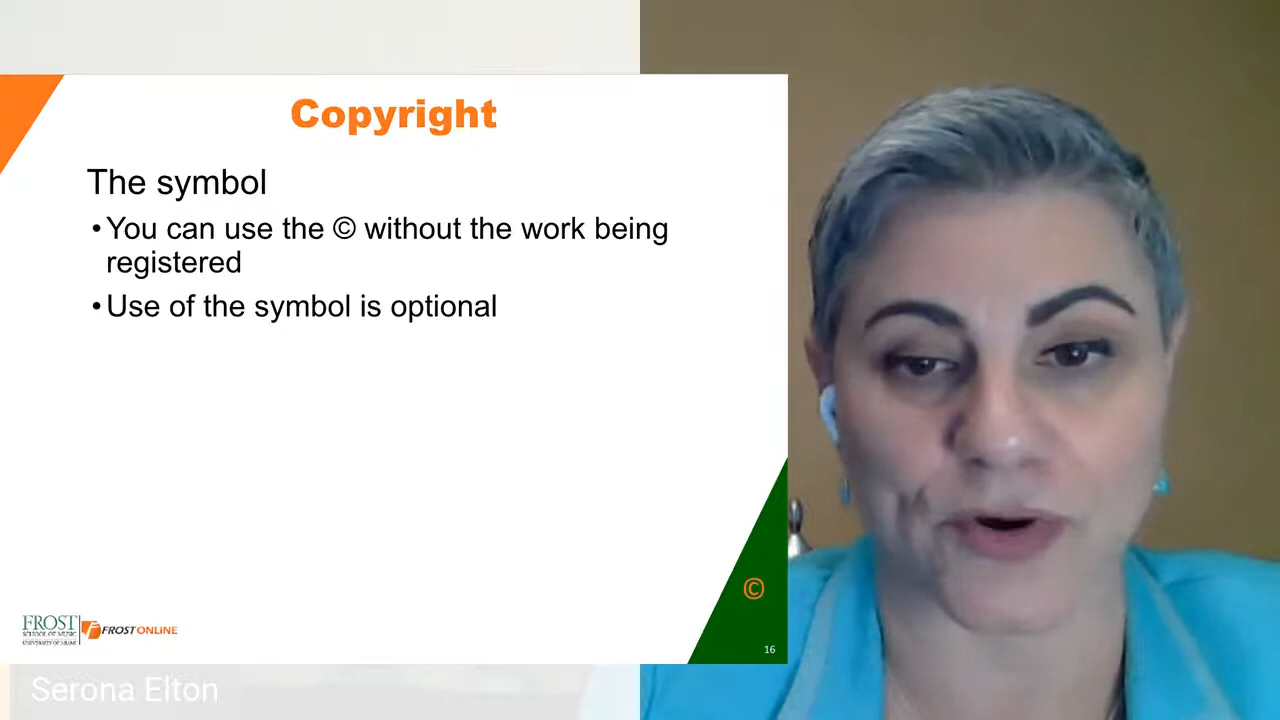 Copyright
The symbol
•You can use the © without the work being
registered
•Use of the symbol is optional
©
FROST
SCHOOL OF MUSIC
UNIVERSITY OF MIAMI
FROSTONLINE
16
Serona Elton